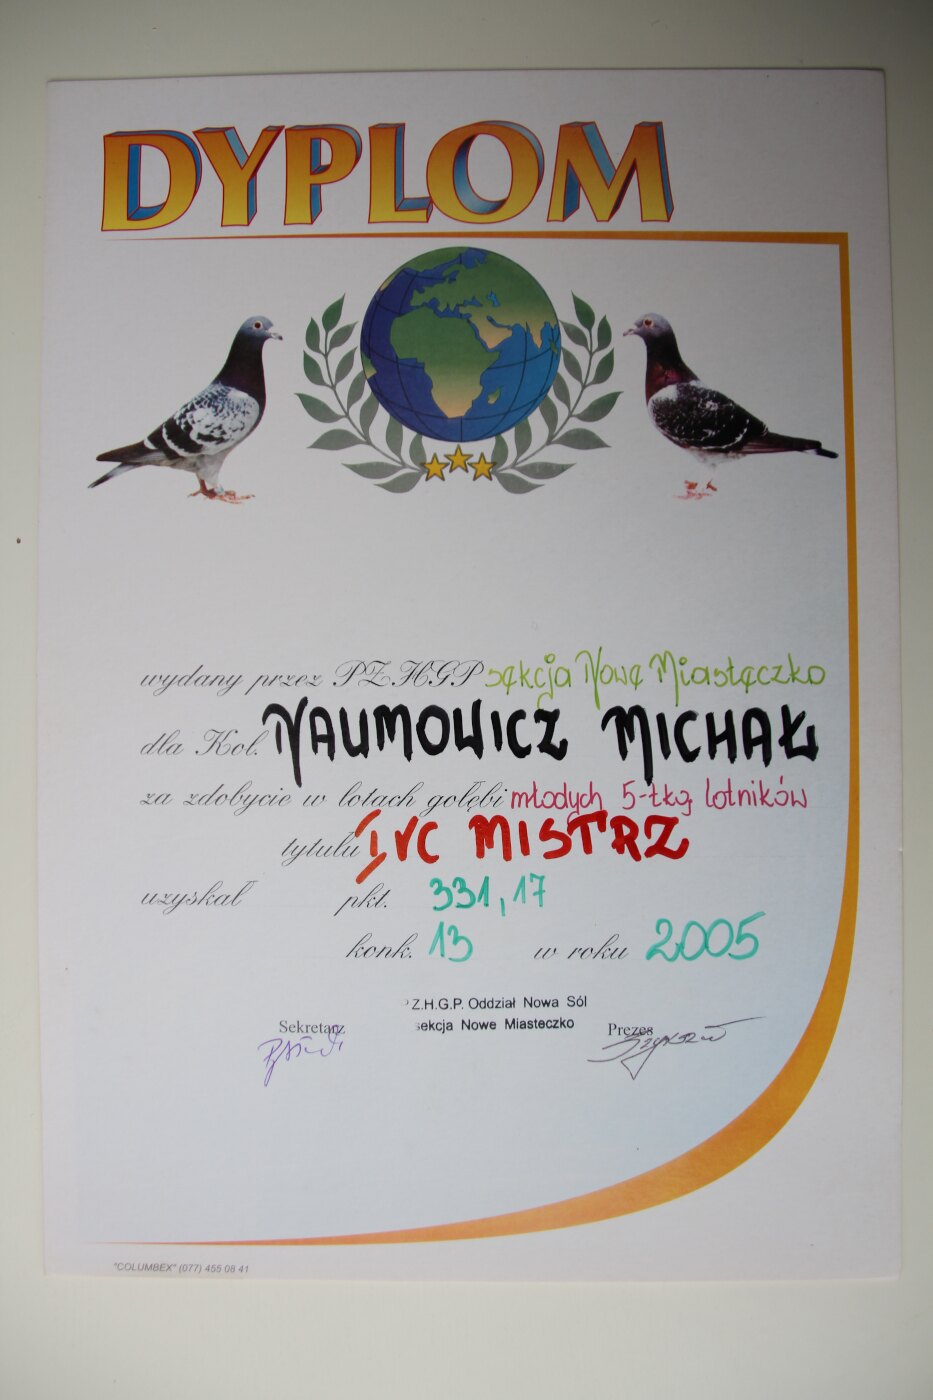 DYPLOM
wydany przez PZHGP sekcja Nowe Miasteczko
dla Kol. NAUMOWICZ MICHAŁ
za zdobycie w lotach gołębi młodych 5-tką lotników
tytułu I VC MISTRZ
uzyskał pkt. 331,17
konk. 13 w roku 2005
P.Z.H.G.P. Oddział Nowa Sól
sekcja Nowe Miasteczko
Sekretarz Prezes
"COLUMBEX" (077) 455 08 41